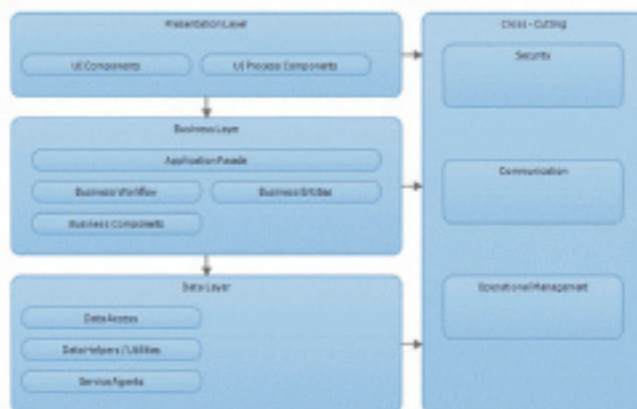 Presentation Layer
UI Components
UI Process Components
Business Layer
Application Facade
Business Workflow
Business Entities
Business Components
Data Layer
Data Access
Data Helpers / Utilities
Service Agents
Cross - Cutting
Security
Communication
Operational Management